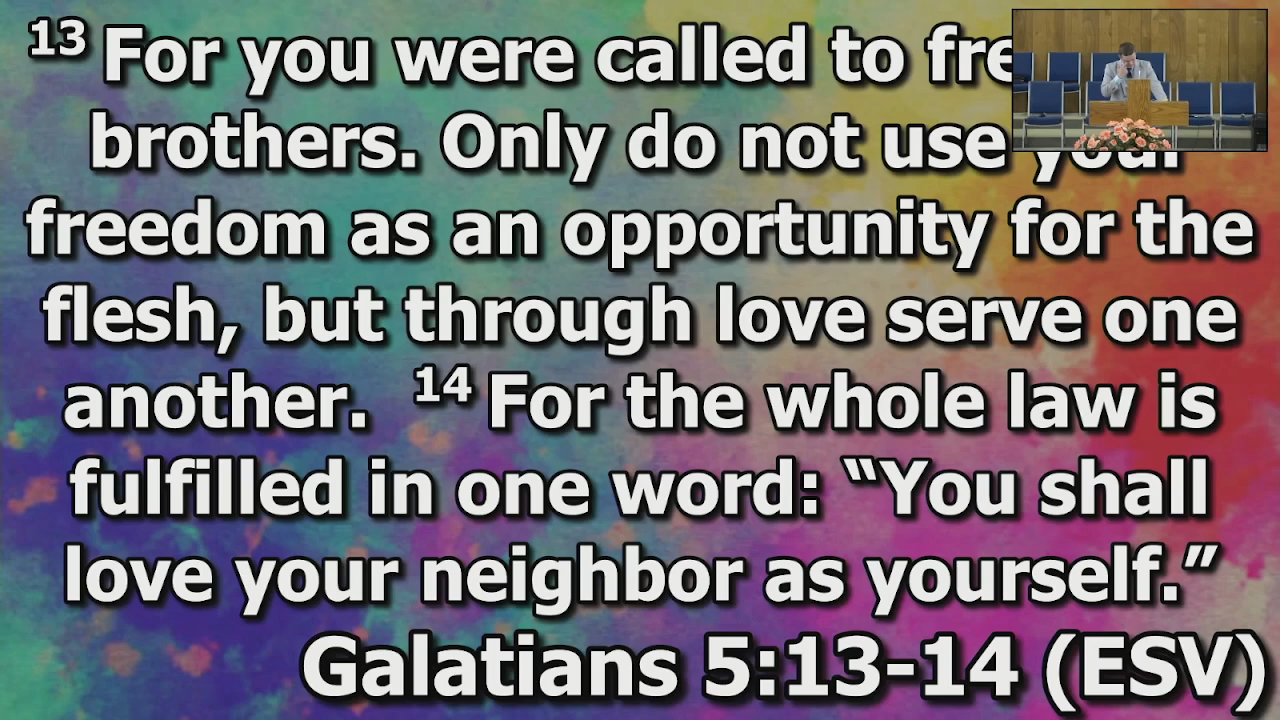 13 For you were called to fre
brothers. Only do not use your
freedom as an opportunity for the
flesh, but through love serve one
another. 14 For the whole law is
fulfilled in one word: “You shall
love your neighbor as yourself.”
Galatians 5:13-14 (ESV)